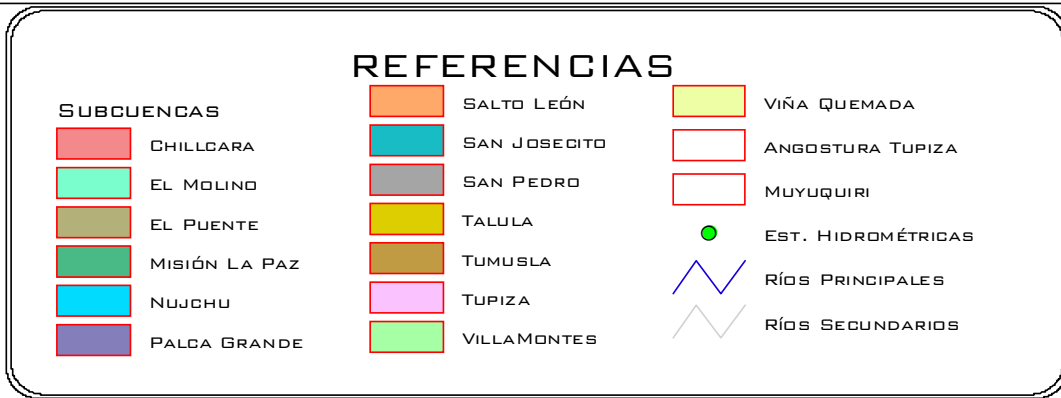 REFERENCIAS
SUBCUENCAS
CHILLCARA
EL MOLINO
EL PUENTE
MISIÓN LA PAZ
NUJCHU
PALCA GRANDE
SALTO LEÓN
SAN JOSECITO
SAN PEDRO
TALULA
TUMUSLA
TUPIZA
VILLAMONTES
VIÑA QUEMADA
ANGOSTURA TUPIZA
MUYUQUIRI
EST. HIDROMÉTRICAS
RÍOS PRINCIPALES
RÍOS SECUNDARIOS